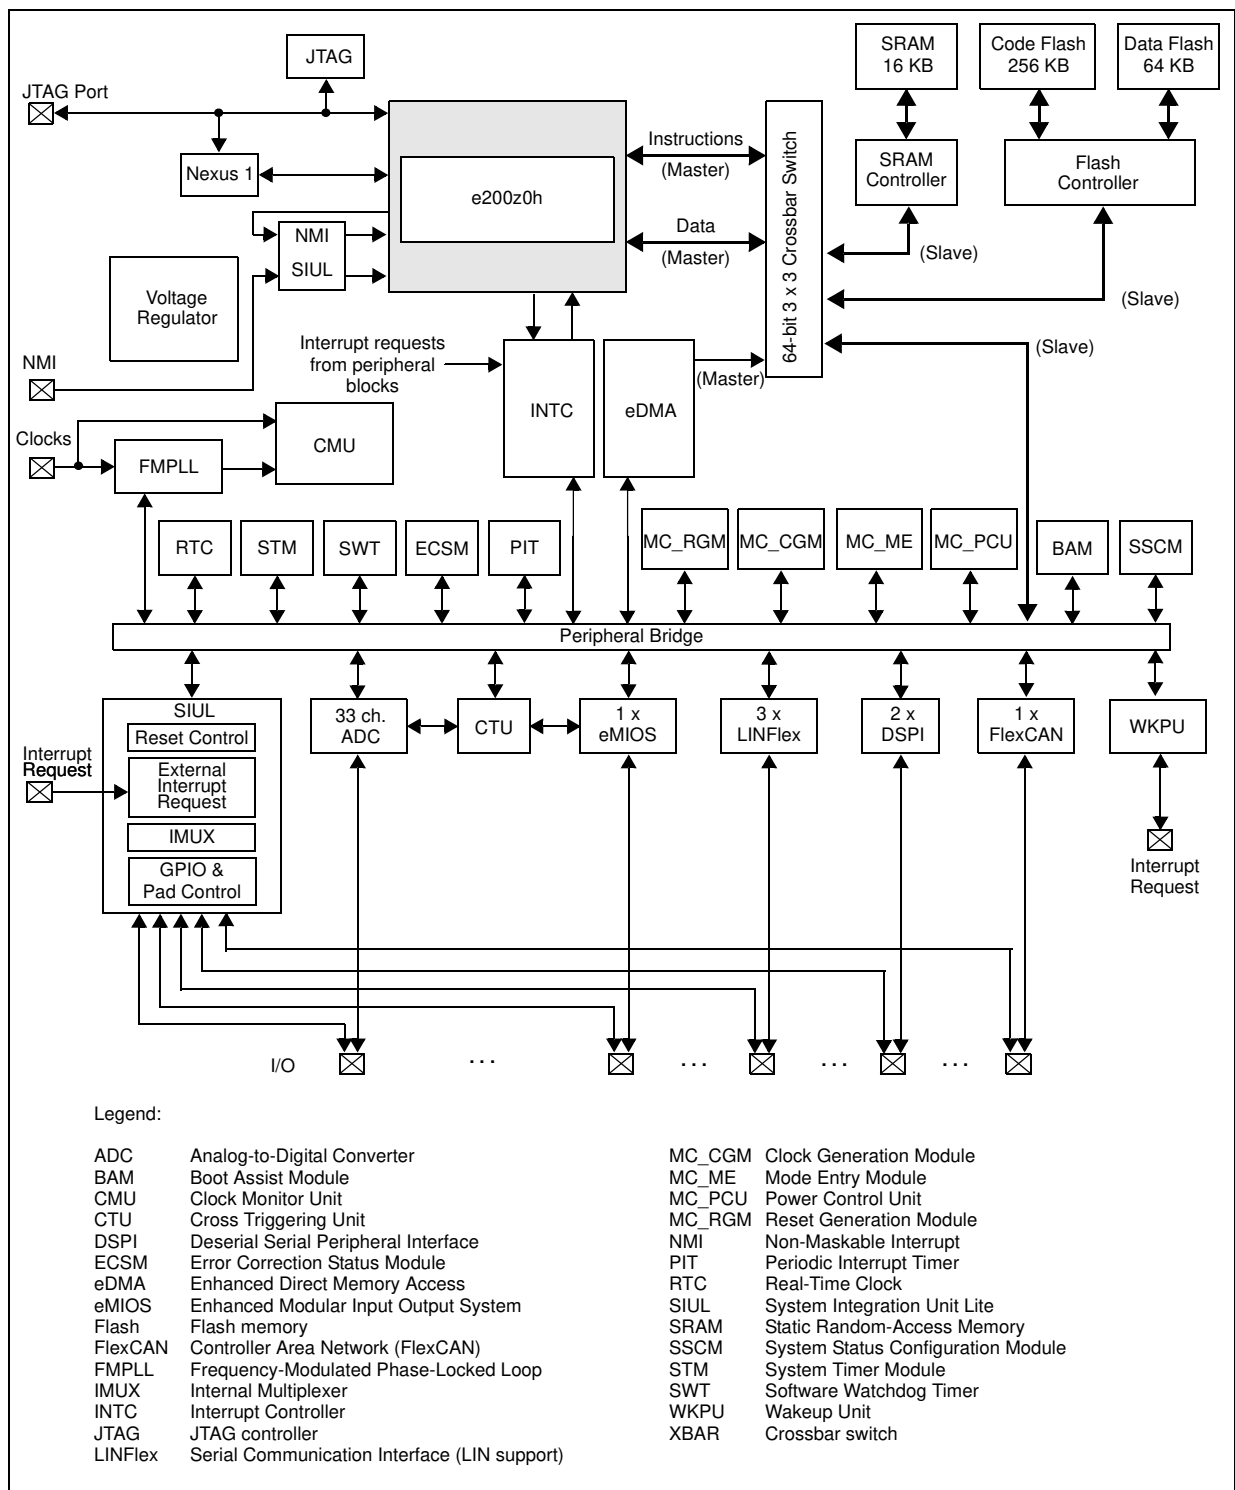 JTAG
JTAG Port
Nexus 1
e200z0h
NMI
SIUL
Voltage
Regulator
NMI
Instructions
(Master)
Data
(Master)
64-bit 3 x 3 Crossbar Switch
SRAM
16 KB
Code Flash
256 KB
Data Flash
64 KB
SRAM
Controller
Flash
Controller
(Slave)
(Slave)
(Slave)
Interrupt requests
from peripheral
blocks
INTC
eDMA
(Master)
Clocks
FMPLL
CMU
RTC
STM
SWT
ECSM
PIT
MC_RGM
MC_CGM
MC_ME
MC_PCU
BAM
SSCM
Peripheral Bridge
SIUL
Reset Control
External
Interrupt
Request
IMUX
GPIO &
Pad Control
Interrupt
Request
33 ch.
ADC
CTU
1 x
eMIOS
3 x
LINFlex
2 x
DSPI
1 x
FlexCAN
WKPU
Interrupt
Request
I/O
. . .
. . .
. . .
. . .
Legend:
ADC Analog-to-Digital Converter
BAM Boot Assist Module
CMU Clock Monitor Unit
CTU Cross Triggering Unit
DSPI Deserial Serial Peripheral Interface
ECSM Error Correction Status Module
eDMA Enhanced Direct Memory Access
eMIOS Enhanced Modular Input Output System
Flash Flash memory
FlexCAN Controller Area Network (FlexCAN)
FMPLL Frequency-Modulated Phase-Locked Loop
IMUX Internal Multiplexer
INTC Interrupt Controller
JTAG JTAG controller
LINFlex Serial Communication Interface (LIN support)
MC_CGM Clock Generation Module
MC_ME Mode Entry Module
MC_PCU Power Control Unit
MC_RGM Reset Generation Module
NMI Non-Maskable Interrupt
PIT Periodic Interrupt Timer
RTC Real-Time Clock
SIUL System Integration Unit Lite
SRAM Static Random-Access Memory
SSCM System Status Configuration Module
STM System Timer Module
SWT Software Watchdog Timer
WKPU Wakeup Unit
XBAR Crossbar switch